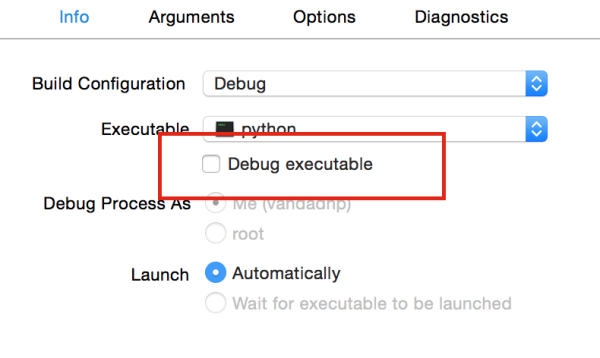 Info Arguments Options Diagnostics
Build Configuration Debug
Executable python
Debug executable
Debug Process As Me (vandadnp)
root
Launch Automatically
Wait for executable to be launched